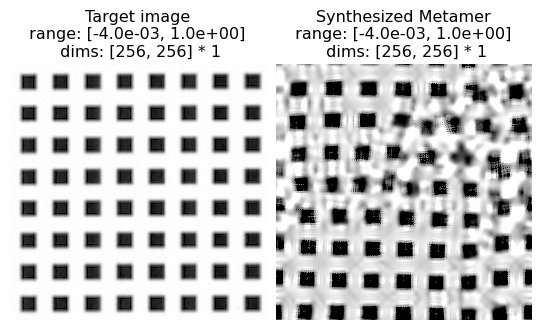 Target image
range: [-4.0e-03, 1.0e+00]
dims: [256, 256] * 1
Synthesized Metamer
range: [-4.0e-03, 1.0e+00]
dims: [256, 256] * 1